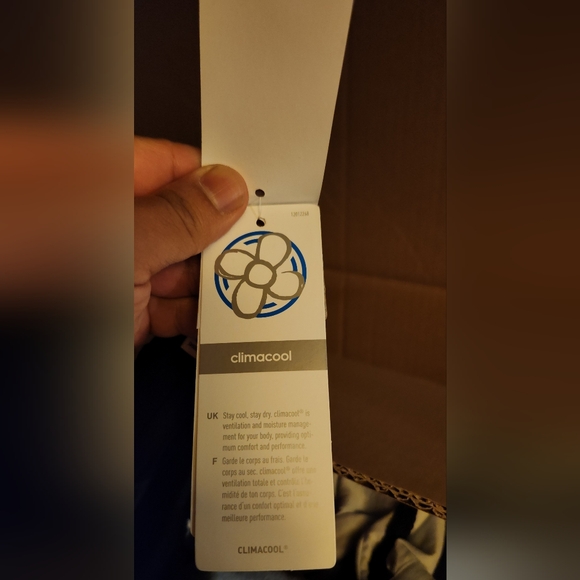 climacool
UK Stay cool, stay dry. climacool® is
ventilation and moisture manage-
ment for your body, providing opti-
mum comfort and performance.
F Garde le corps au frais. Garde le
corps au sec. climacool® offre une
ventilation totale et contrôle l'hu-
midité de ton corps. C'est l'assu-
rance d'un confort optimal et d'une
meilleure performance.
CLIMACOOL®